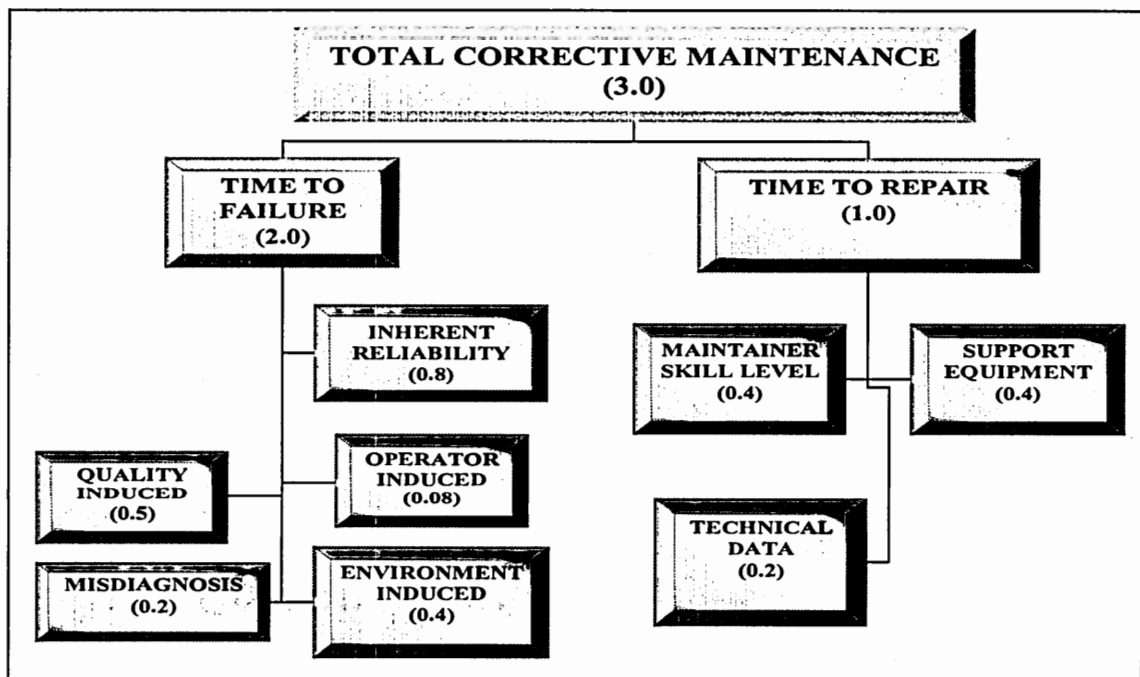 TOTAL CORRECTIVE MAINTENANCE
(3.0)
TIME TO
FAILURE
(2.0)
TIME TO REPAIR
(1.0)
INHERENT
RELIABILITY
(0.8)
MAINTAINER
SKILL LEVEL
(0.4)
SUPPORT
EQUIPMENT
(0.4)
QUALITY
INDUCED
(0.5)
OPERATOR
INDUCED
(0.08)
TECHNICAL
DATA
(0.2)
MISDIAGNOSIS
(0.2)
ENVIRONMENT
INDUCED
(0.4)